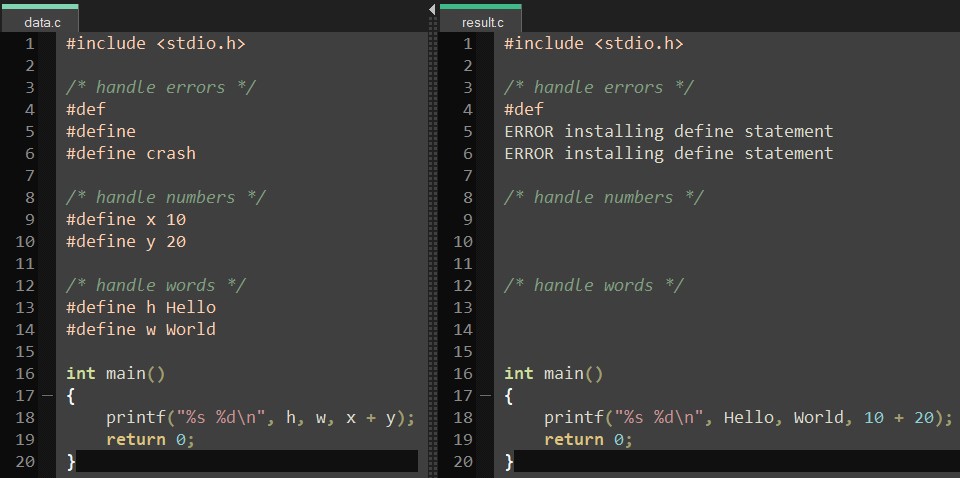 data.c
1 #include <stdio.h>
2
3 /* handle errors */
4 #def
5 #define
6 #define crash
7
8 /* handle numbers */
9 #define x 10
10 #define y 20
11
12 /* handle words */
13 #define h Hello
14 #define w World
15
16 int main()
17 {
18 printf("%s %d\n", h, w, x + y);
19 return 0;
20 }
result.c
1 #include <stdio.h>
2
3 /* handle errors */
4 #def
5 ERROR installing define statement
6 ERROR installing define statement
7
8 /* handle numbers */
9
10
11
12 /* handle words */
13
14
15
16 int main()
17 {
18 printf("%s %d\n", Hello, World, 10 + 20);
19 return 0;
20 }